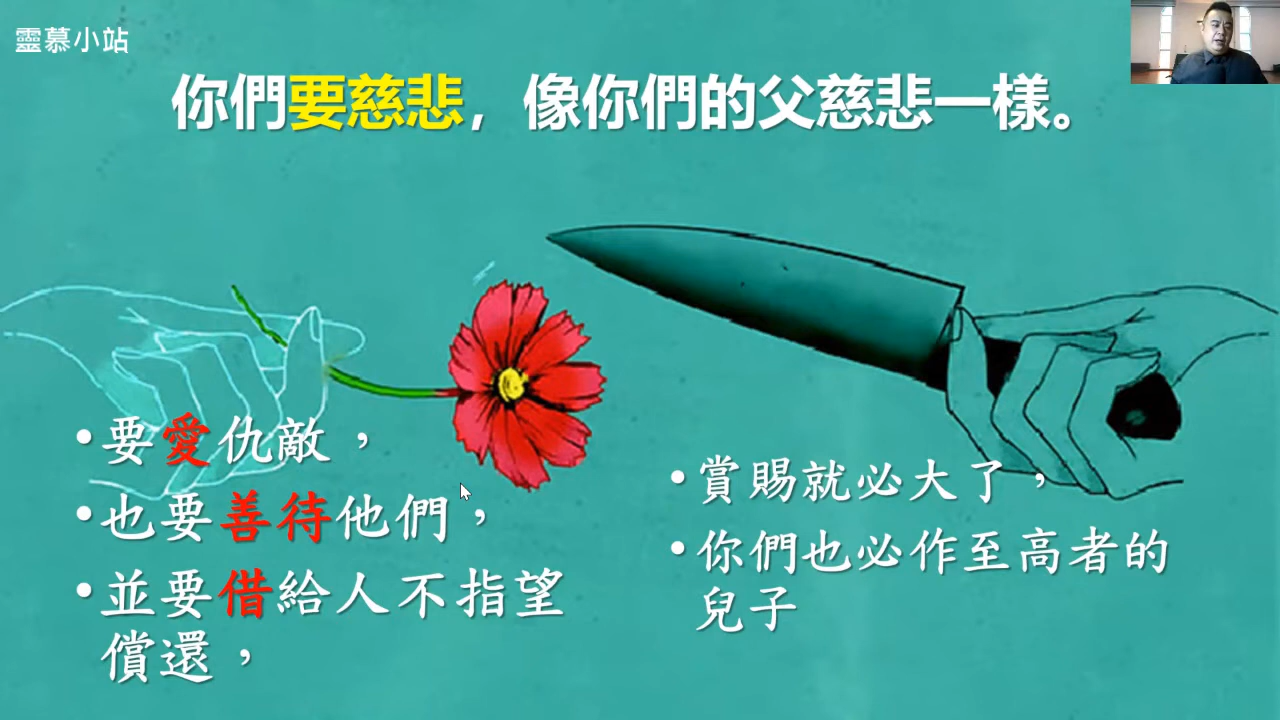 靈慕小站
你們要慈悲，像你們的父慈悲一樣。
•要愛仇敵，
•也要善待他們，
•並要借給人不指望
償還，
•賞賜就必大了，
•你們也必作至高者的
兒子